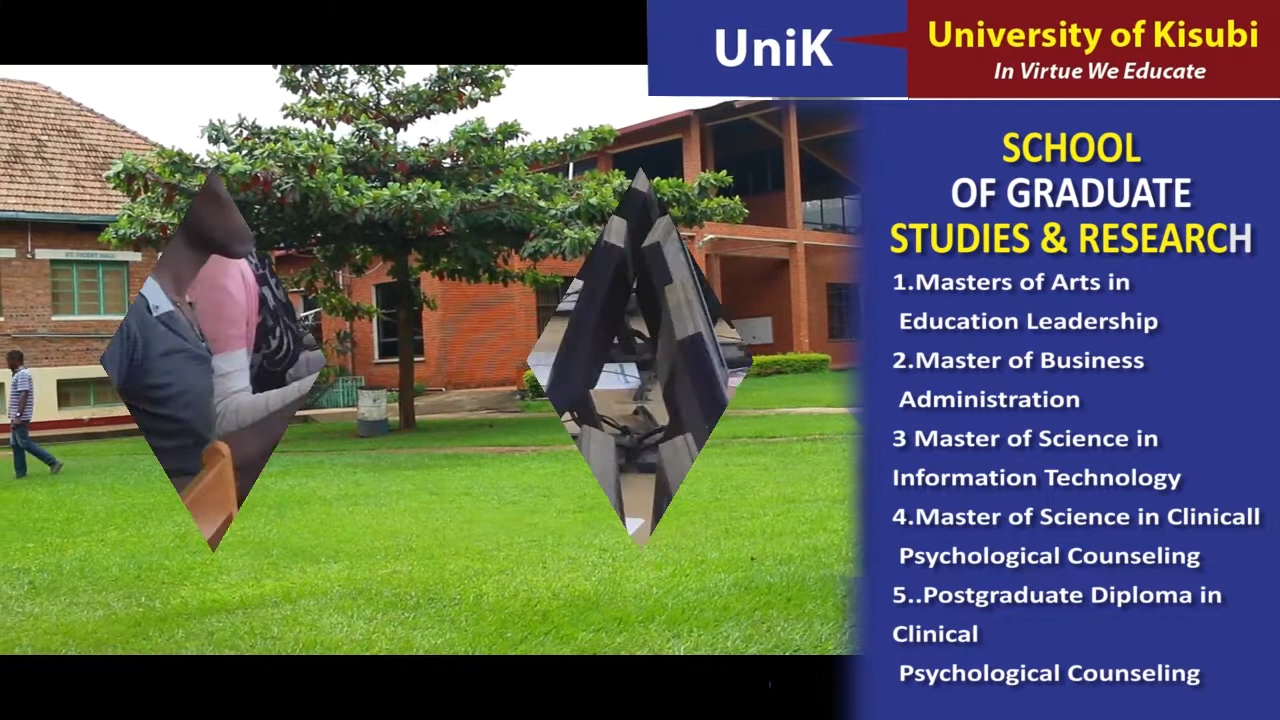 UniK
University of Kisubi
In Virtue We Educate
SCHOOL
OF GRADUATE
STUDIES & RESEARCH
1.Masters of Arts in
Education Leadership
2.Master of Business
Administration
3 Master of Science in
Information Technology
4.Master of Science in Clinicall
Psychological Counseling
5..Postgraduate Diploma in
Clinical
Psychological Counseling